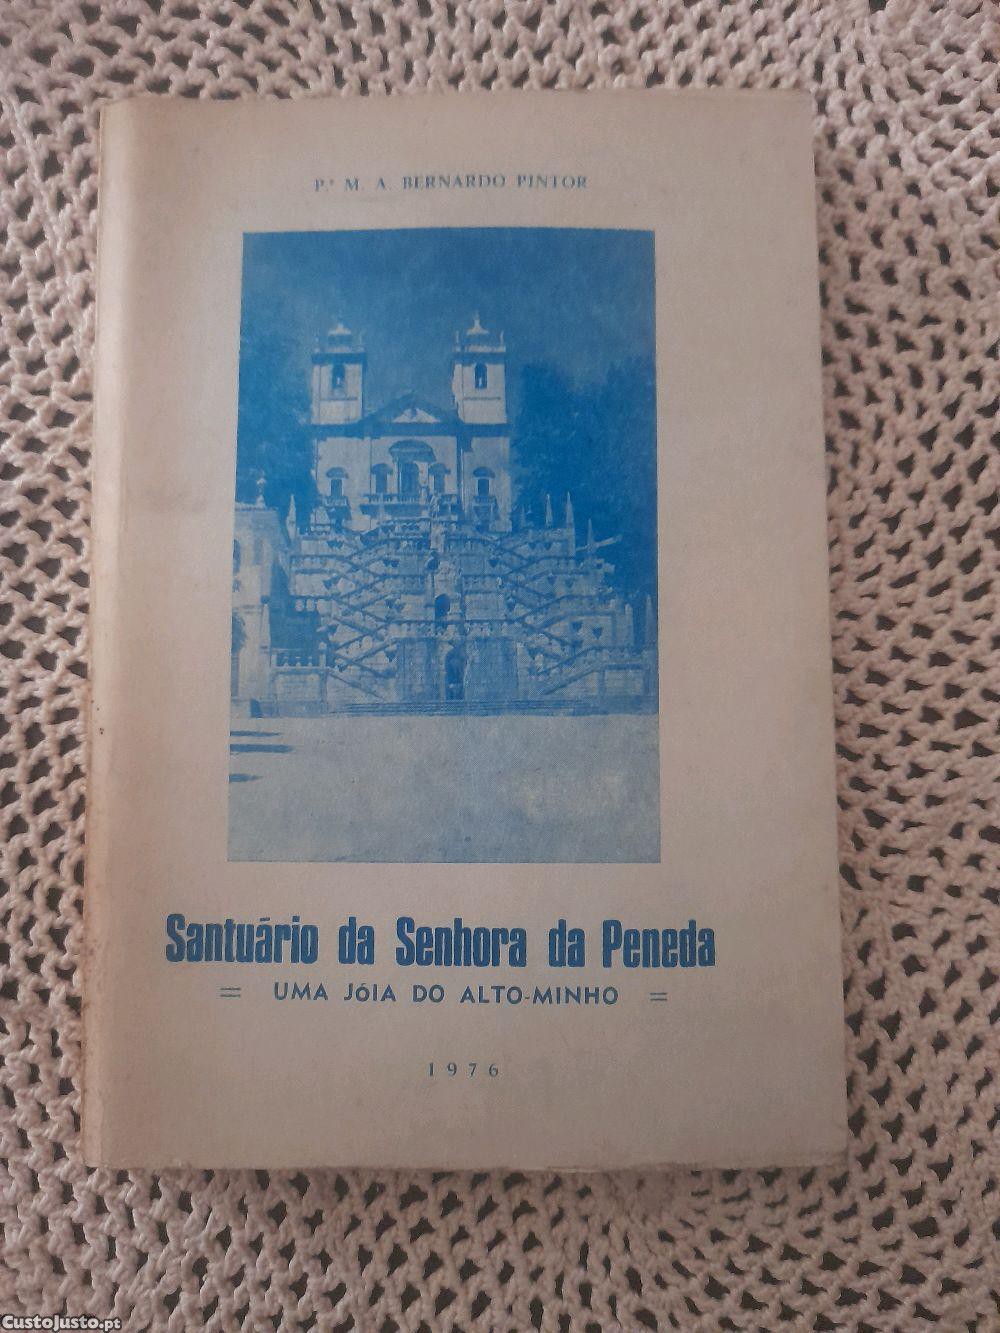 P.ᵉ M. A. BERNARDO PINTOR
Santuário da Senhora da Peneda
= UMA JÓIA DO ALTO-MINHO =
1976
CustoJusto.pt